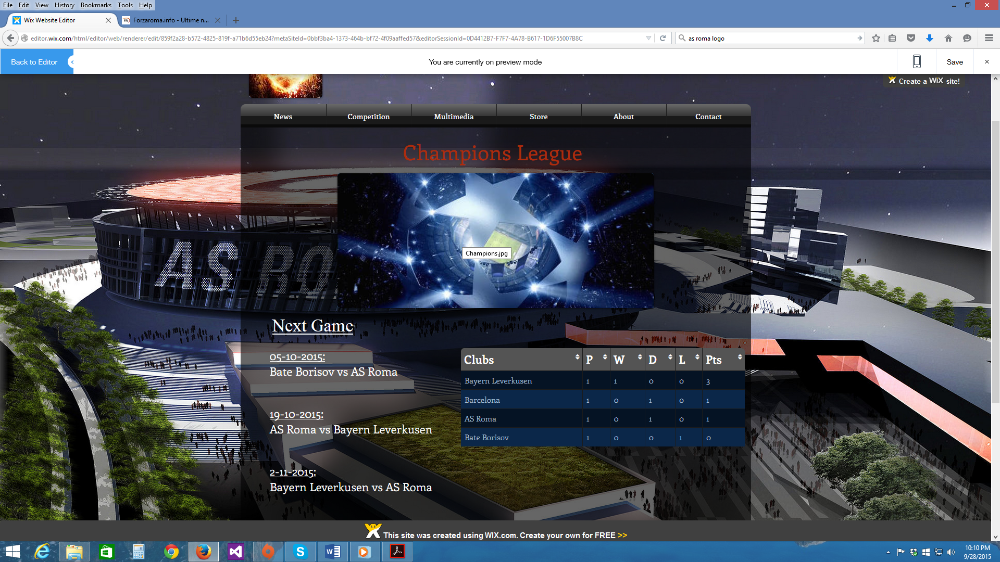 File Edit View History Bookmarks Tools Help
Wix Website Editor
Forzaroma.info - Ultime n...
editor.wix.com/html/editor/web/renderer/edit/859f2a28-b572-4825-819f-a71b6d55eb24?metaSiteId=0bbf3ba4-1373-464b-bf72-4f09aaffed57&editorSessionId=0D4412B7-F7F7-4A78-B617-1D6F55007B8C
as roma logo
Back to Editor
You are currently on preview mode
Save
Create a WiX site!
News Competition Multimedia Store About Contact
Champions League
AS RO
Champions.jpg
Next Game
05-10-2015:
Bate Borisov vs AS Roma
19-10-2015:
AS Roma vs Bayern Leverkusen
2-11-2015:
Bayern Leverkusen vs AS Roma
Clubs P W D L Pts
Bayern Leverkusen 1 1 0 0 3
Barcelona 1 0 1 0 1
AS Roma 1 0 1 0 1
Bate Borisov 1 0 0 1 0
This site was created using WIX.com. Create your own for FREE >>
10:10 PM
9/28/2015